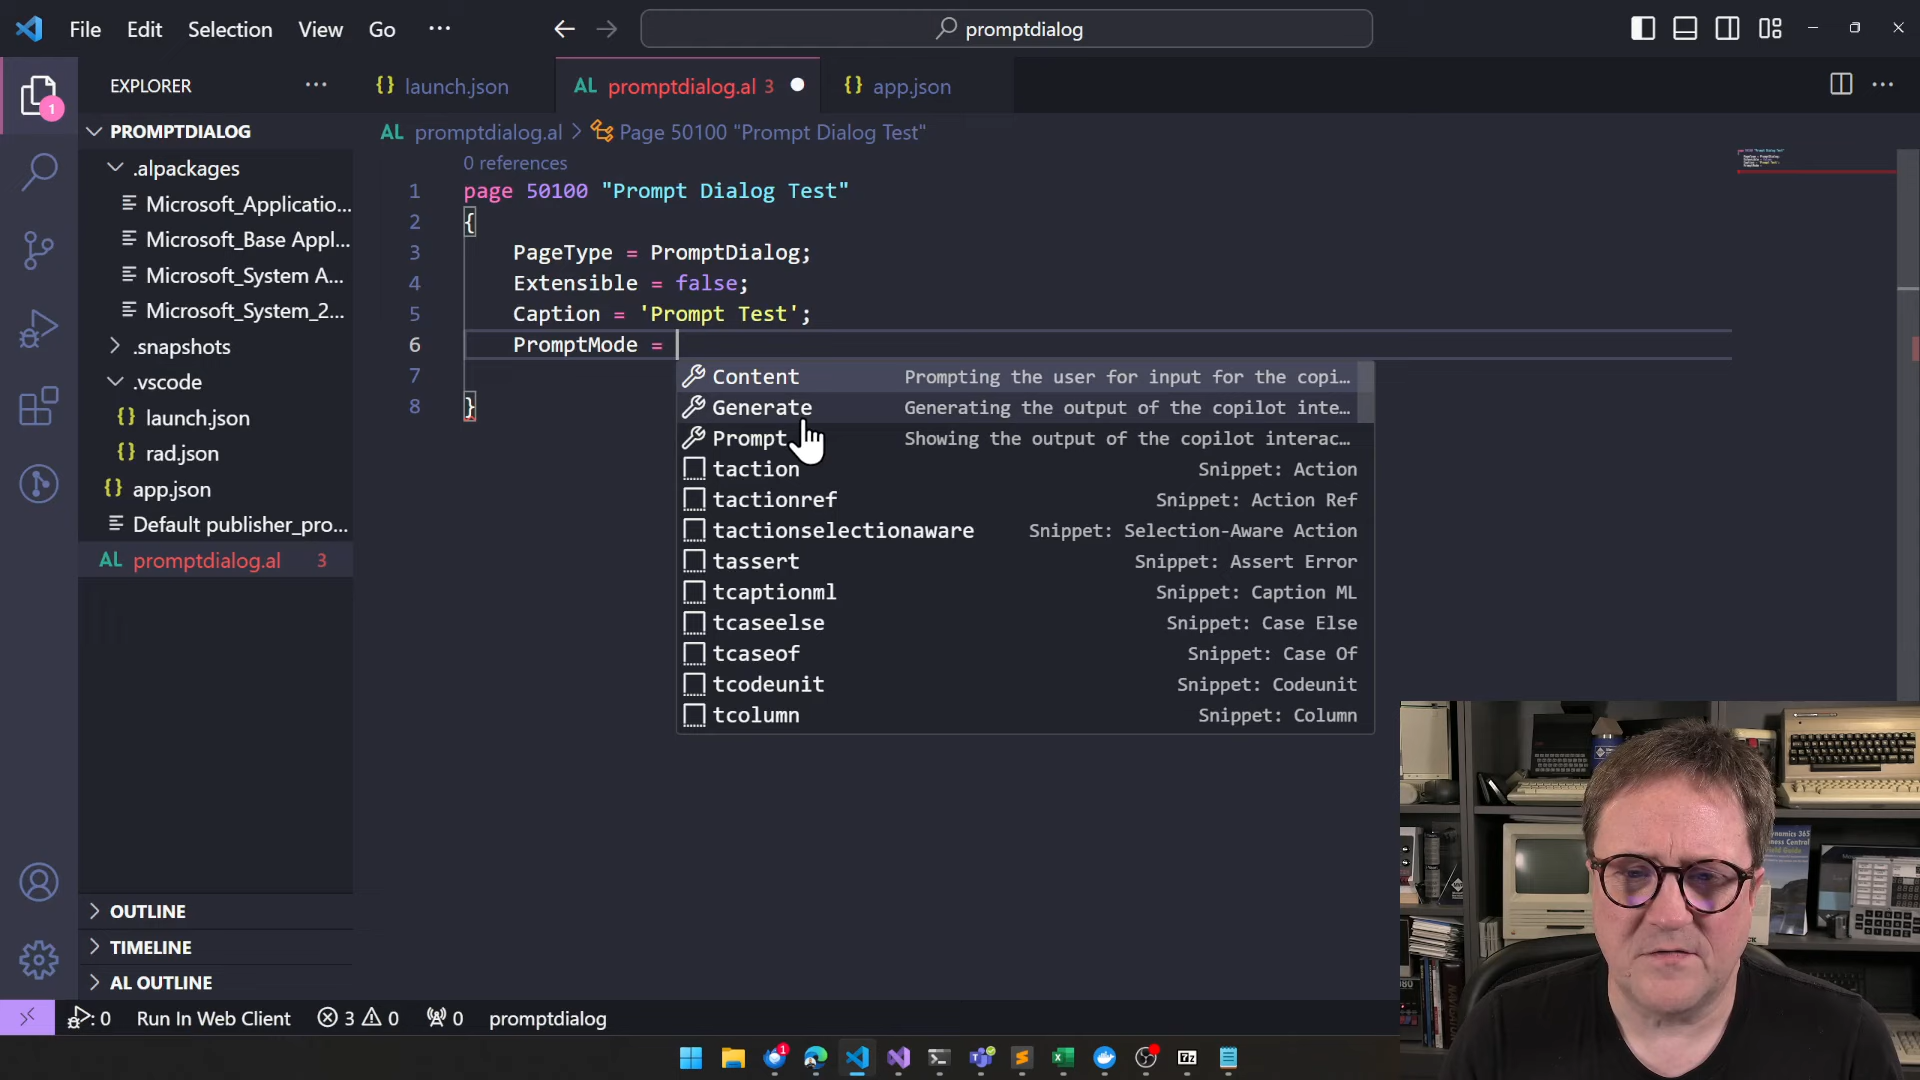 File Edit Selection View Go ···
promptdialog
EXPLORER ···
launch.json
AL promptdialog.al 3
app.json
PROMPTDIALOG
.alpackages
Microsoft_Applicatio...
Microsoft_Base Appl...
Microsoft_System A...
Microsoft_System_2...
.snapshots
.vscode
launch.json
rad.json
app.json
Default publisher_pro...
AL promptdialog.al 3
OUTLINE
TIMELINE
AL OUTLINE
AL promptdialog.al > Page 50100 "Prompt Dialog Test"
0 references
1 page 50100 "Prompt Dialog Test"
2 {
3 PageType = PromptDialog;
4 Extensible = false;
5 Caption = 'Prompt Test';
6 PromptMode =
7
8 }
Content Prompting the user for input for the copi...
Generate Generating the output of the copilot inte...
Prompt Showing the output of the copilot interac...
taction Snippet: Action
tactionref Snippet: Action Ref
tactionselectionaware Snippet: Selection-Aware Action
tassert Snippet: Assert Error
tcaptionml Snippet: Caption ML
tcaseelse Snippet: Case Else
tcaseof Snippet: Case Of
tcodeunit Snippet: Codeunit
tcolumn Snippet: Column
1
: 0 Run In Web Client 3 0 0 promptdialog
1
7z